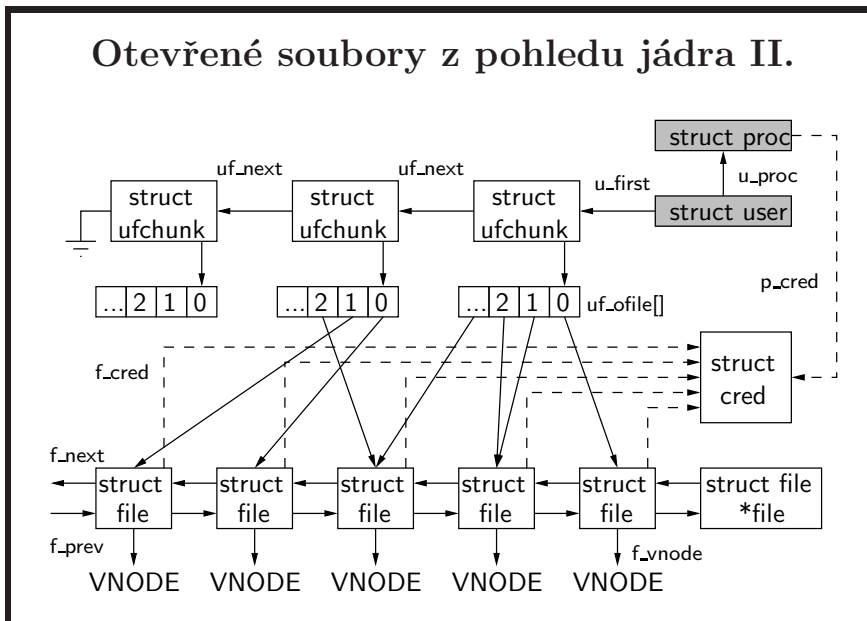 Otevřené soubory z pohledu jádra II.
struct proc
uf_next
uf_next
u_first
u_proc
struct
ufchunk
struct
ufchunk
struct
ufchunk
struct user
... 2 1 0
... 2 1 0
... 2 1 0
uf_ofile[]
p_cred
f_cred
struct
cred
f_next
struct
file
struct
file
struct
file
struct
file
struct
file
struct file
*file
f_prev
f_vnode
VNODE
VNODE
VNODE
VNODE
VNODE